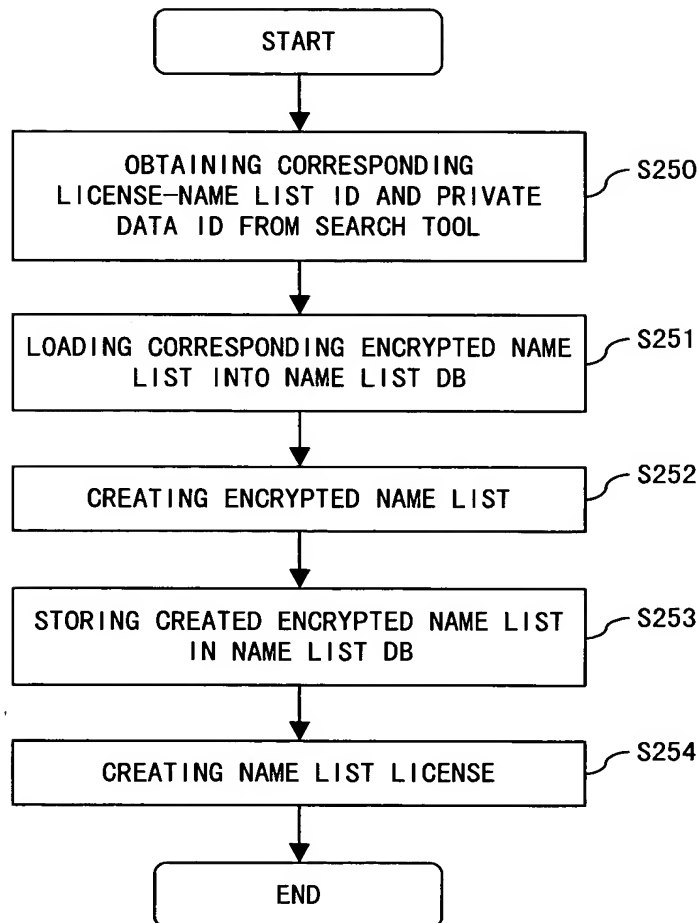 START
OBTAINING CORRESPONDING
LICENSE-NAME LIST ID AND PRIVATE
DATA ID FROM SEARCH TOOL
S250
LOADING CORRESPONDING ENCRYPTED NAME
LIST INTO NAME LIST DB
S251
CREATING ENCRYPTED NAME LIST
S252
STORING CREATED ENCRYPTED NAME LIST
IN NAME LIST DB
S253
CREATING NAME LIST LICENSE
S254
END